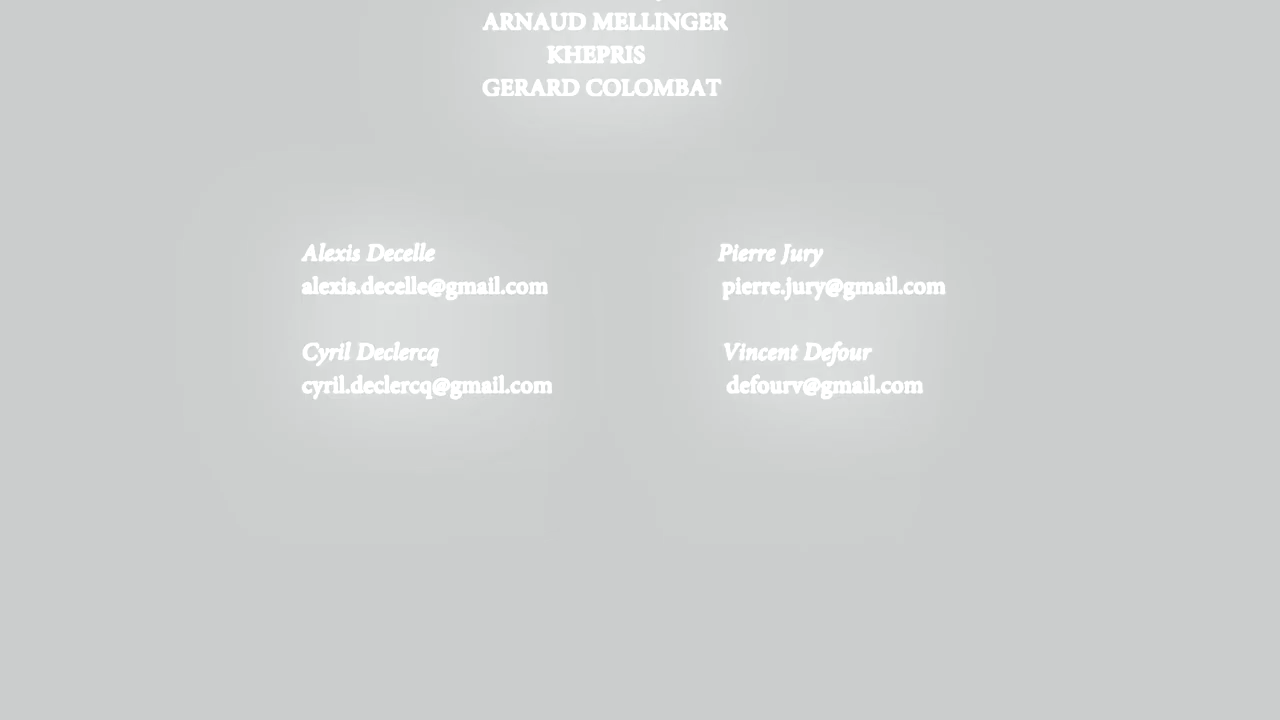 ARNAUD MELLINGER
KHEPRIS
GERARD COLOMBAT
Alexis Decelle
alexis.decelle@gmail.com
Cyril Declercq
cyril.declercq@gmail.com
Pierre Jury
pierre.jury@gmail.com
Vincent Defour
defourv@gmail.com